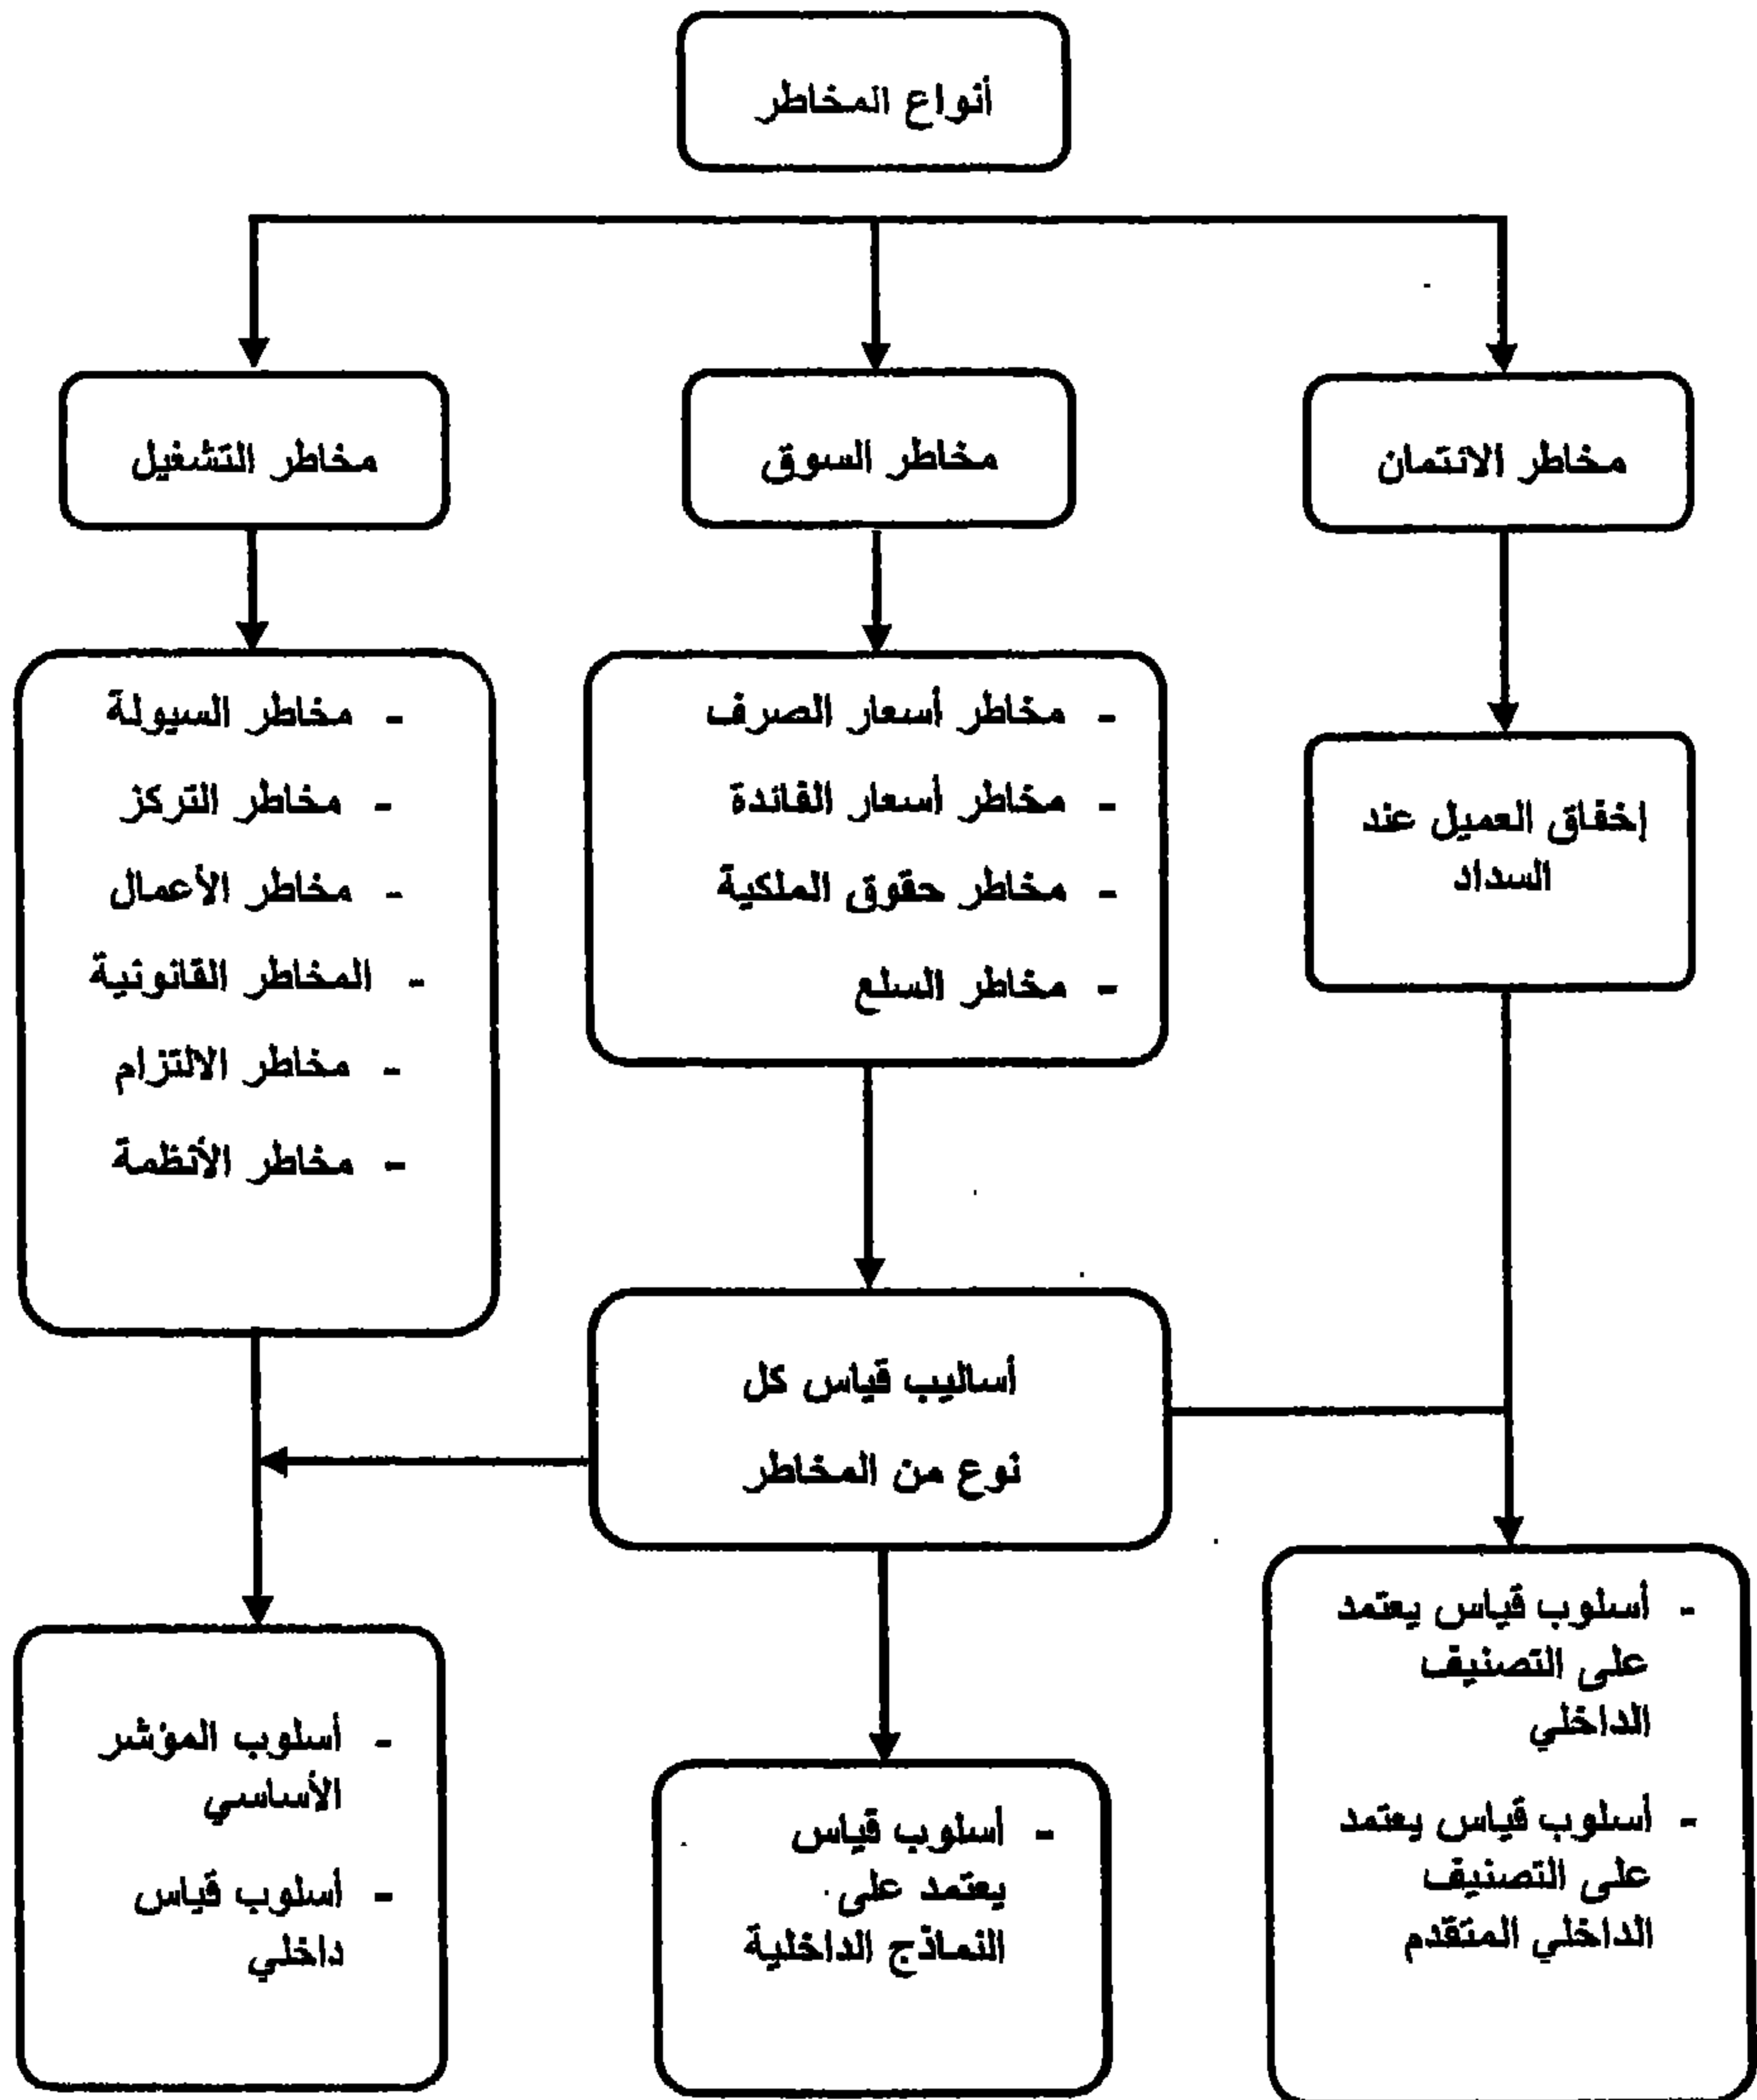 أنواع المخاطر
مخاطر الائتمان
مخاطر السوق
مخاطر التشغيل
إخفاق العميل عند
السداد
- مخاطر أسعار الصرف
- مخاطر أسعار الفائدة
- مخاطر حقوق الملكية
- مخاطر السلع
- مخاطر السيولة
- مخاطر التركز
- مخاطر الأعمال
- المخاطر القانونية
- مخاطر الالتزام
- مخاطر الأنظمة
أساليب قياس كل
نوع من المخاطر
- أسلوب قياس يعتمد
على التصنيف
الداخلي
- أسلوب قياس يعتمد
على التصنيف
الداخلي المتقدم
- أسلوب قياس
يعتمد على
النماذج الداخلية
- أسلوب المؤشر
الأساسي
- أسلوب قياس
داخلي